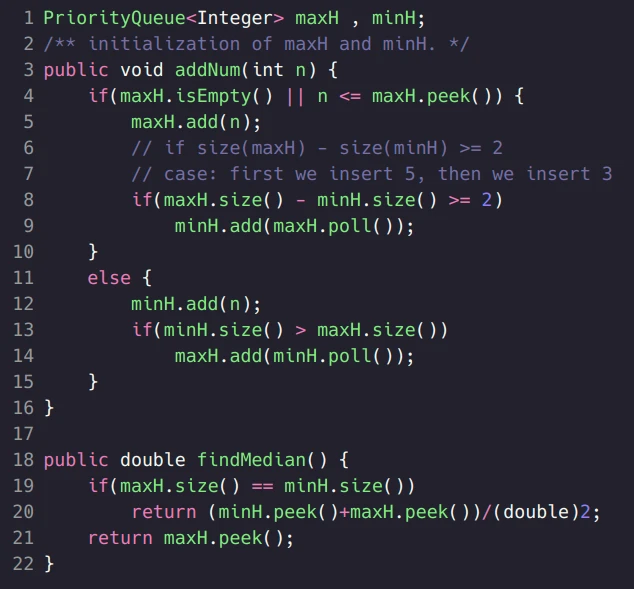 1 PriorityQueue<Integer> maxH , minH;
2 /** initialization of maxH and minH. */
3 public void addNum(int n) {
4     if(maxH.isEmpty() || n <= maxH.peek()) {
5         maxH.add(n);
6         // if size(maxH) - size(minH) >= 2
7         // case: first we insert 5, then we insert 3
8         if(maxH.size() - minH.size() >= 2)
9             minH.add(maxH.poll());
10     }
11     else {
12         minH.add(n);
13         if(minH.size() > maxH.size())
14             maxH.add(minH.poll());
15     }
16 }
17
18 public double findMedian() {
19     if(maxH.size() == minH.size())
20         return (minH.peek()+maxH.peek())/(double)2;
21     return maxH.peek();
22 }